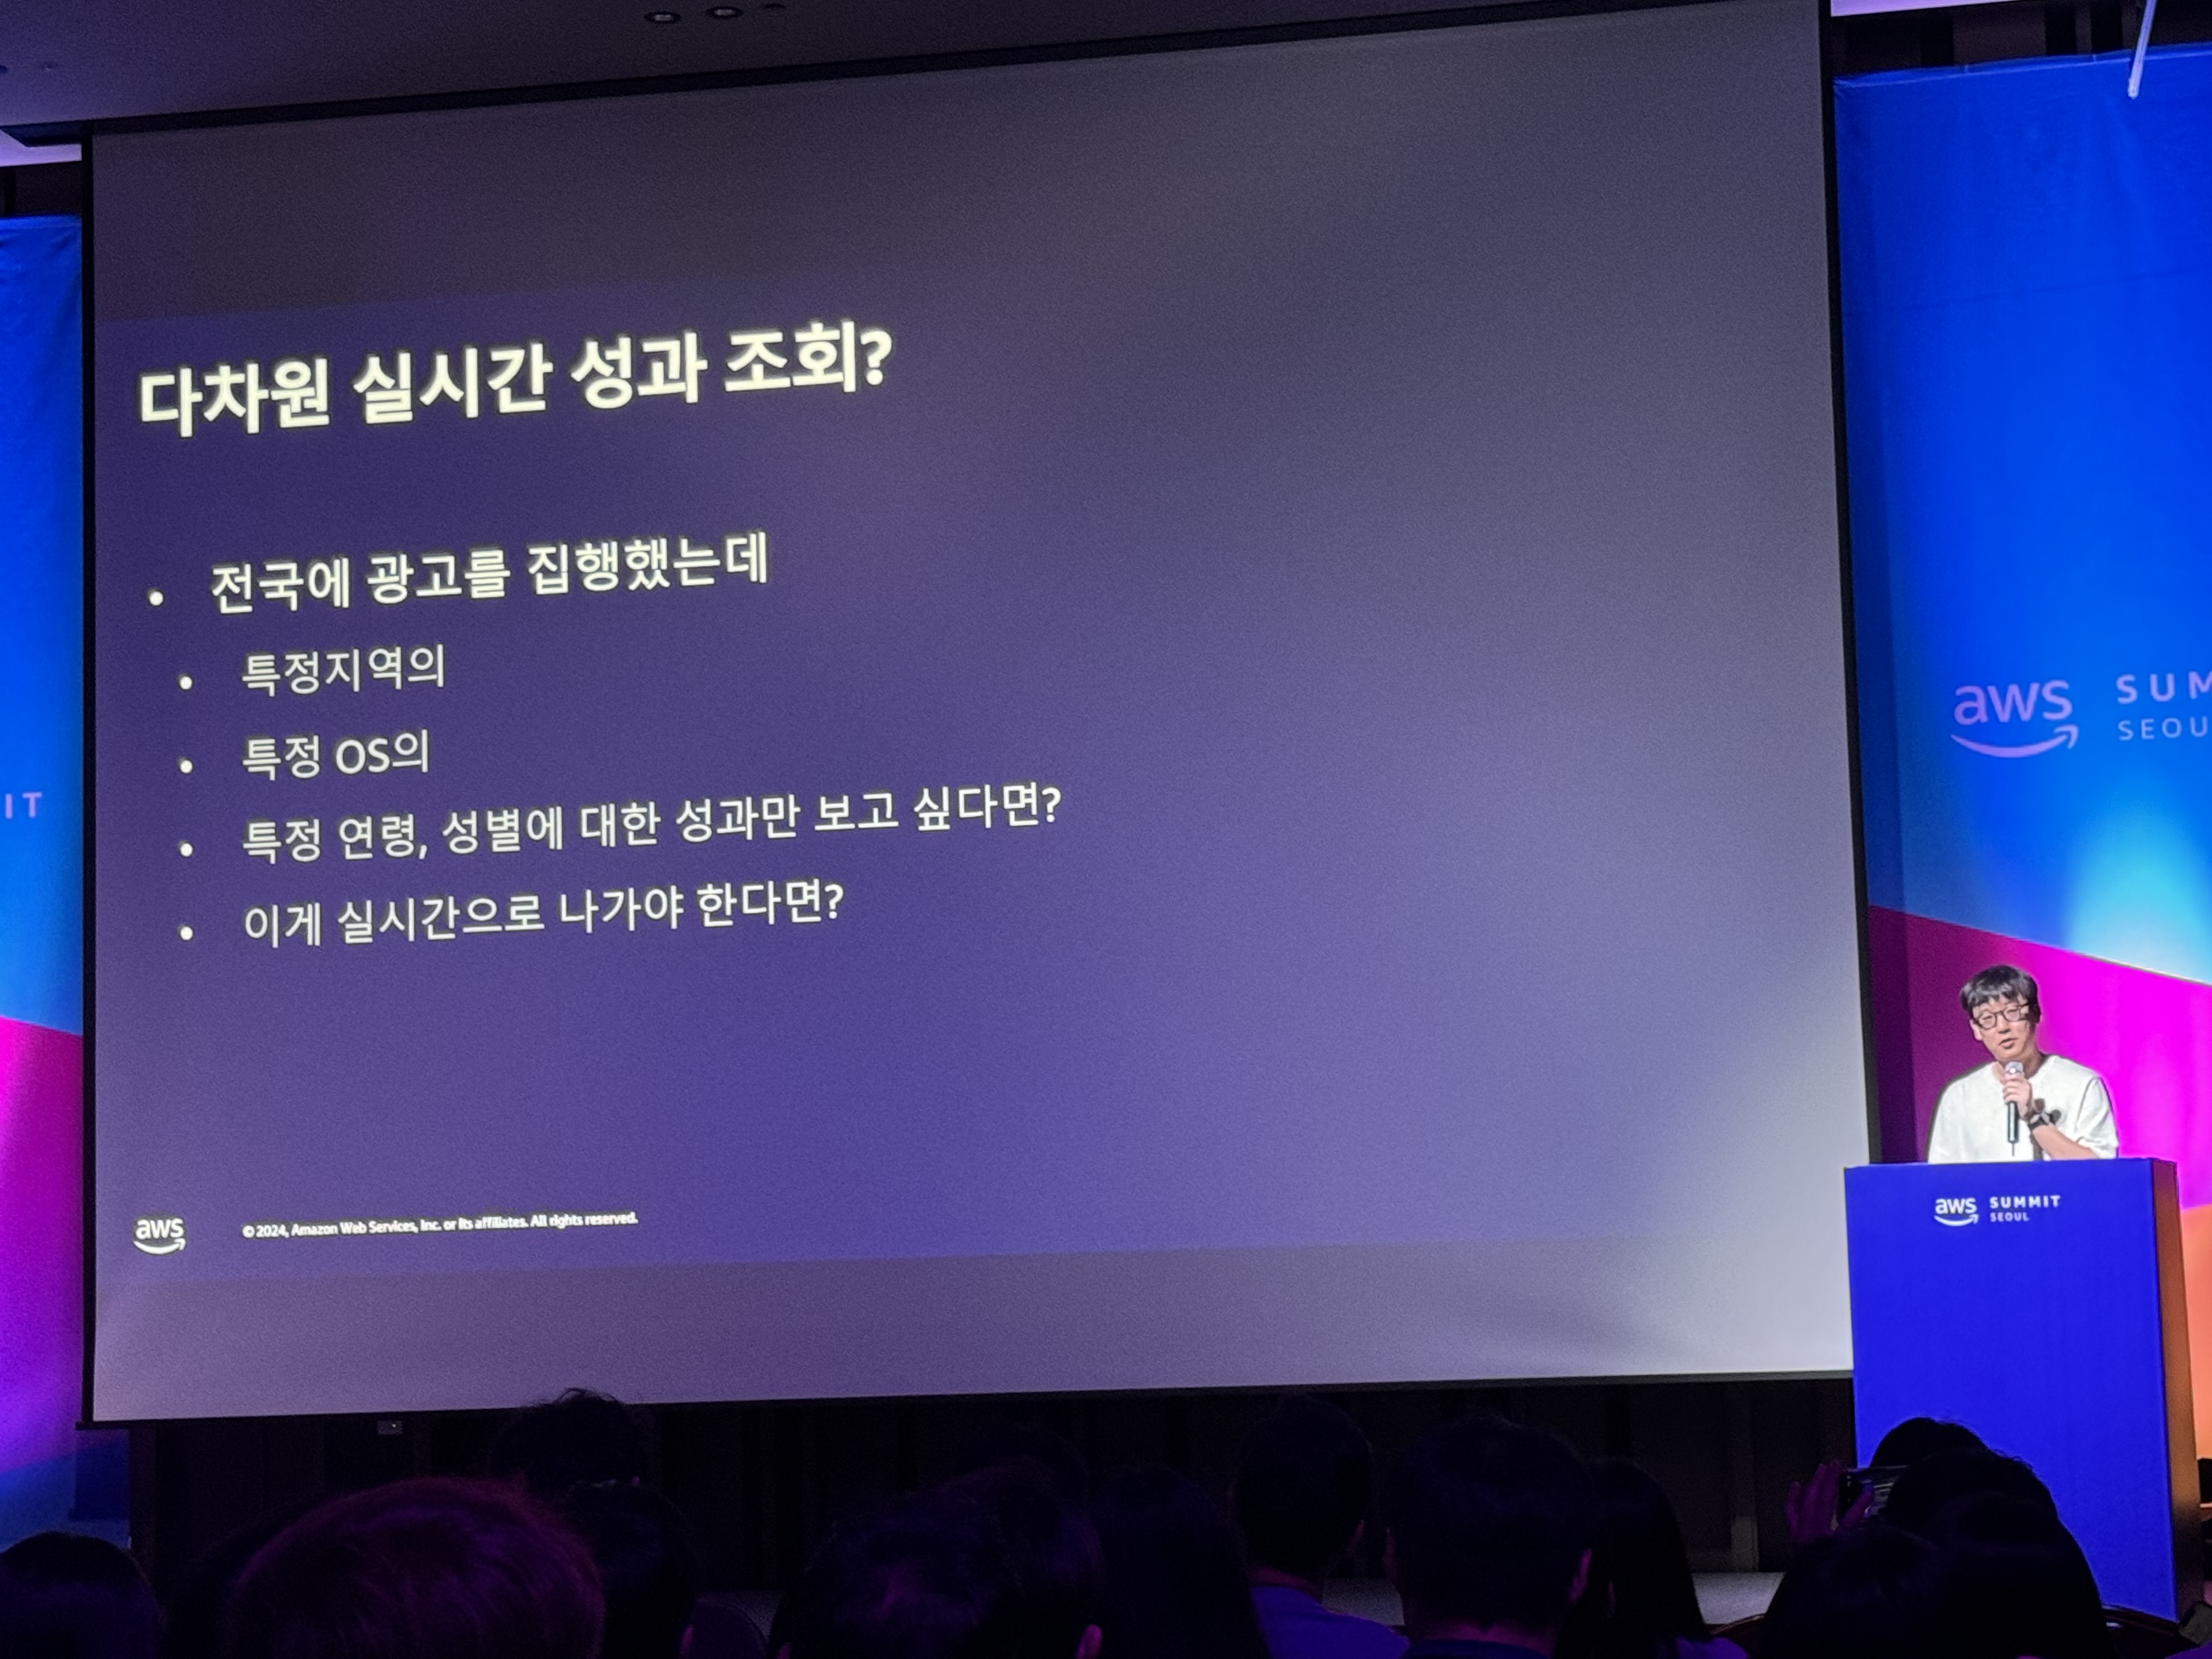 다차원 실시간 성과 조회?
• 전국에 광고를 집행했는데
• 특정지역의
• 특정 OS의
• 특정 연령, 성별에 대한 성과만 보고 싶다면?
• 이게 실시간으로 나가야 한다면?
aws © 2024, Amazon Web Services, Inc. or its affiliates. All rights reserved.
IT
aws SUM
SEOU
aws SUMMIT
SEOUL